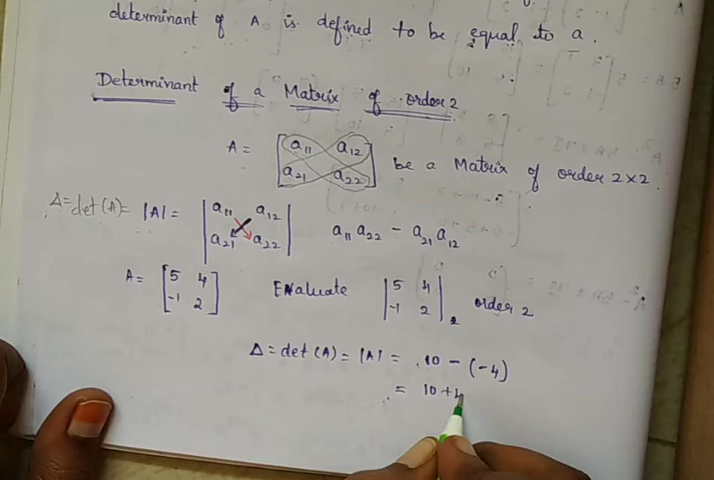 determinant of A is defined to be equal to a.
Determinant of a Matrix of order 2
A = [a11 a12
a21 a22] be a Matrix of order 2×2.
Δ = det(A) = |A| = |a11 a12
a21 a22| a11 a22 - a21 a12
A = [5 4
-1 2] Evaluate |5 4
-1 2|2 order 2
Δ = det(A) = |A| = 10 - (-4)
= 10+4